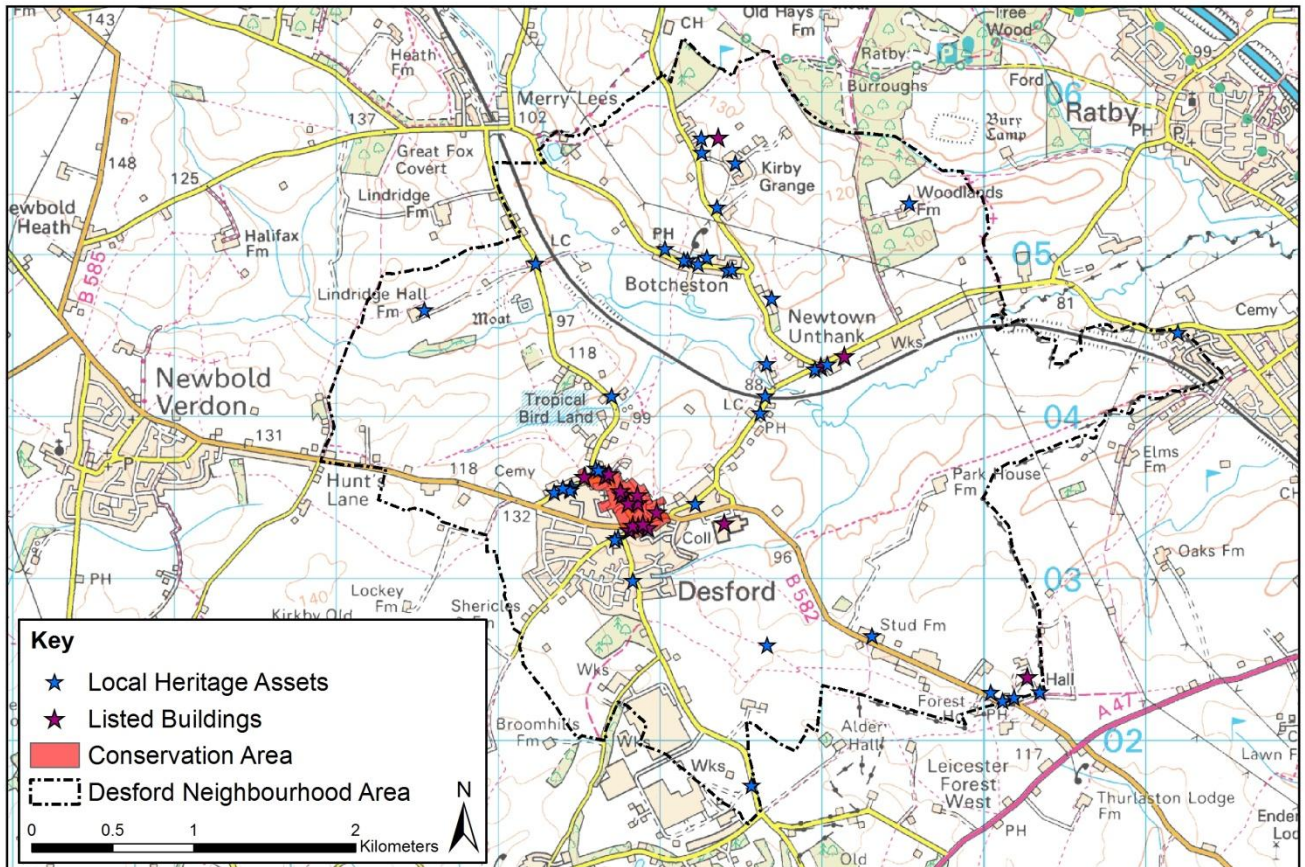 Fm
143
Heath
Fm
CH
Old Hays
Fm
Tree
Wood
99
Ratby
Burroughs
P
Ford
06
Ratby
PH
P
Merry Lees
102
137
148
125
Great Fox
Covert
130
Bury
Camp
Kirby
Grange
120
Lindridge
Fm
Woodlands
Fm
100
ewbold
Heath
Halifax
Fm
LC
PH
05
B 585
Botcheston
Lindridge Hall
Fm
Moat
97
81
Cemy
Newtown
Unthank
Wks
118
Newbold
Verdon
Tropical
Bird Land
99
88
LC
PH
04
P
131
118
Cemy
Elms
Fm
Hunt
Lane
Park House
Fm
CH
132
Coll
96
Oaks Fm
PH
03
Desford
B 582
Lockey
Fm
140
Kirkby Old
Shericles
Fm
Stud Fm
Wks
Hall
Forest
H
PH
A 47
Broomhills
Fm
Wks
Alder
Hall
02
Lawn F
117
Wks
Leicester
Forest
West
Thurlaston Lodge
Fm
PH
Ender
Loc
Old
Key
Local Heritage Assets
Listed Buildings
Conservation Area
Desford Neighbourhood Area
N
0 0.5 1 2
Kilometers